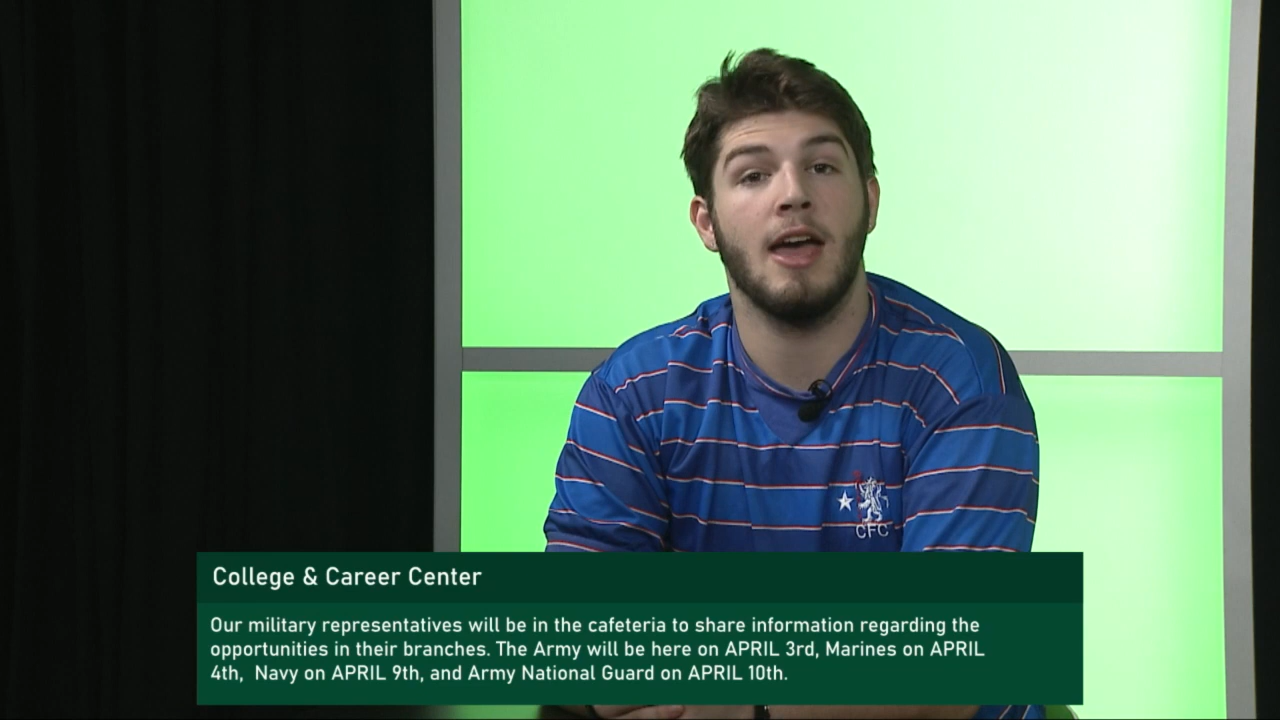 CFC
College & Career Center
Our military representatives will be in the cafeteria to share information regarding the
opportunities in their branches. The Army will be here on APRIL 3rd, Marines on APRIL
4th,  Navy on APRIL 9th, and Army National Guard on APRIL 10th.